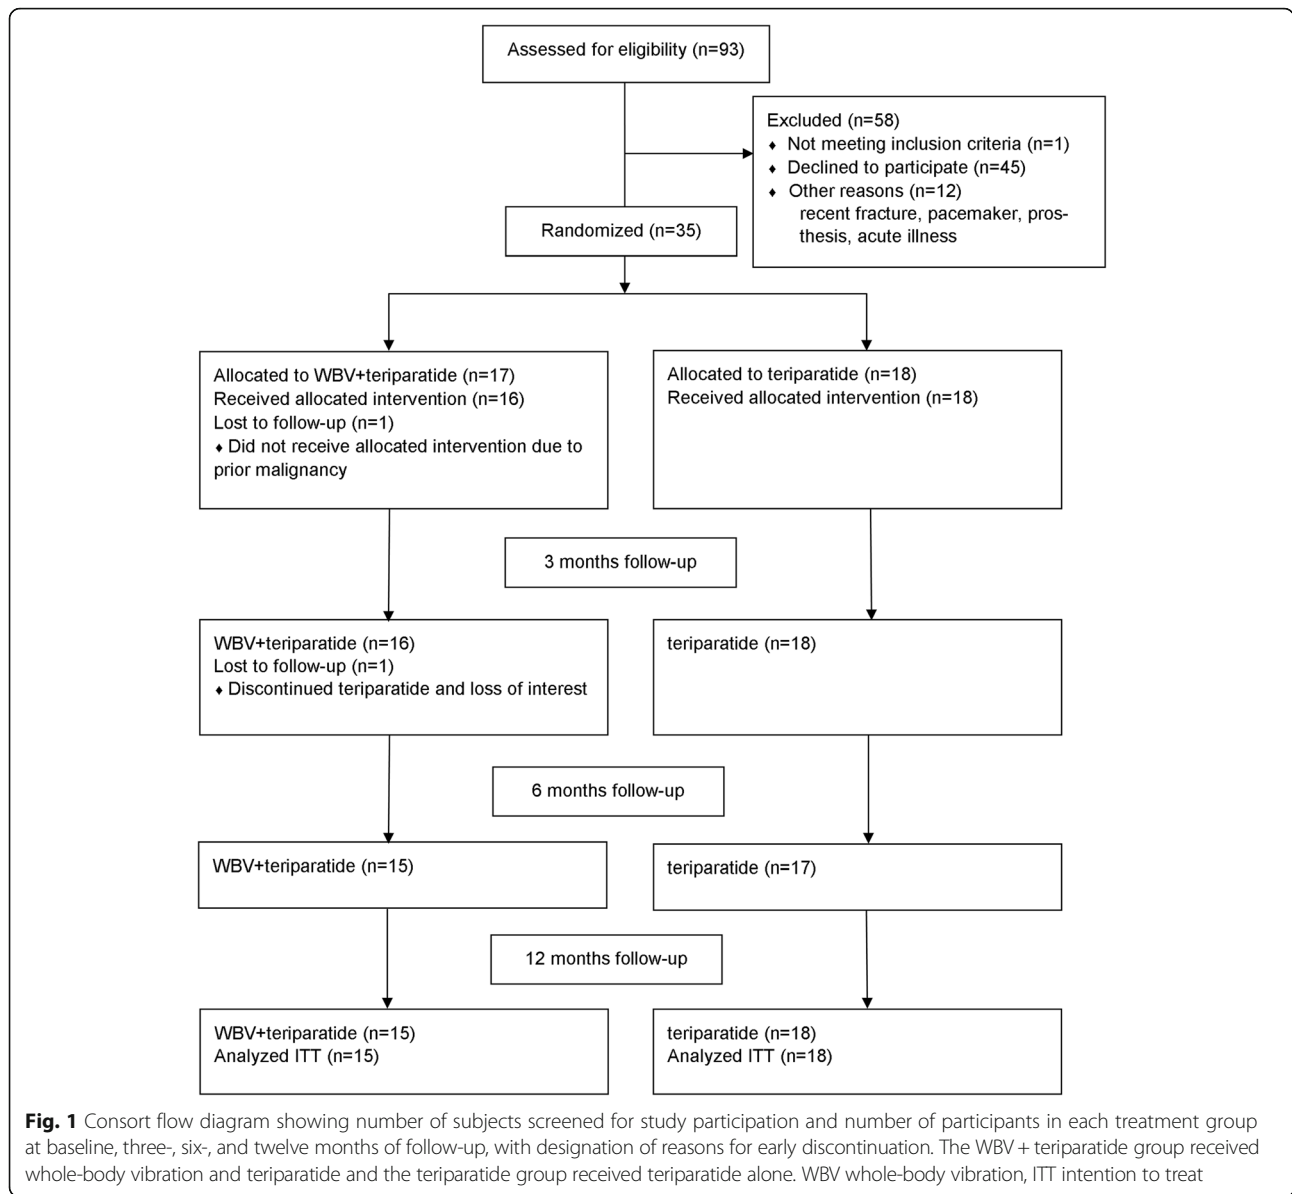 Assessed for eligibility (n=93)
Excluded (n=58)
♦ Not meeting inclusion criteria (n=1)
♦ Declined to participate (n=45)
♦ Other reasons (n=12)
recent fracture, pacemaker, pros-
thesis, acute illness
Randomized (n=35)
Allocated to WBV+teriparatide (n=17)
Received allocated intervention (n=16)
Lost to follow-up (n=1)
♦ Did not receive allocated intervention due to
prior malignancy
Allocated to teriparatide (n=18)
Received allocated intervention (n=18)
3 months follow-up
WBV+teriparatide (n=16)
Lost to follow-up (n=1)
♦ Discontinued teriparatide and loss of interest
teriparatide (n=18)
6 months follow-up
WBV+teriparatide (n=15)
teriparatide (n=17)
12 months follow-up
WBV+teriparatide (n=15)
Analyzed ITT (n=15)
teriparatide (n=18)
Analyzed ITT (n=18)
Fig. 1 Consort flow diagram showing number of subjects screened for study participation and number of participants in each treatment group
at baseline, three-, six-, and twelve months of follow-up, with designation of reasons for early discontinuation. The WBV + teriparatide group received
whole-body vibration and teriparatide and the teriparatide group received teriparatide alone. WBV whole-body vibration, ITT intention to treat